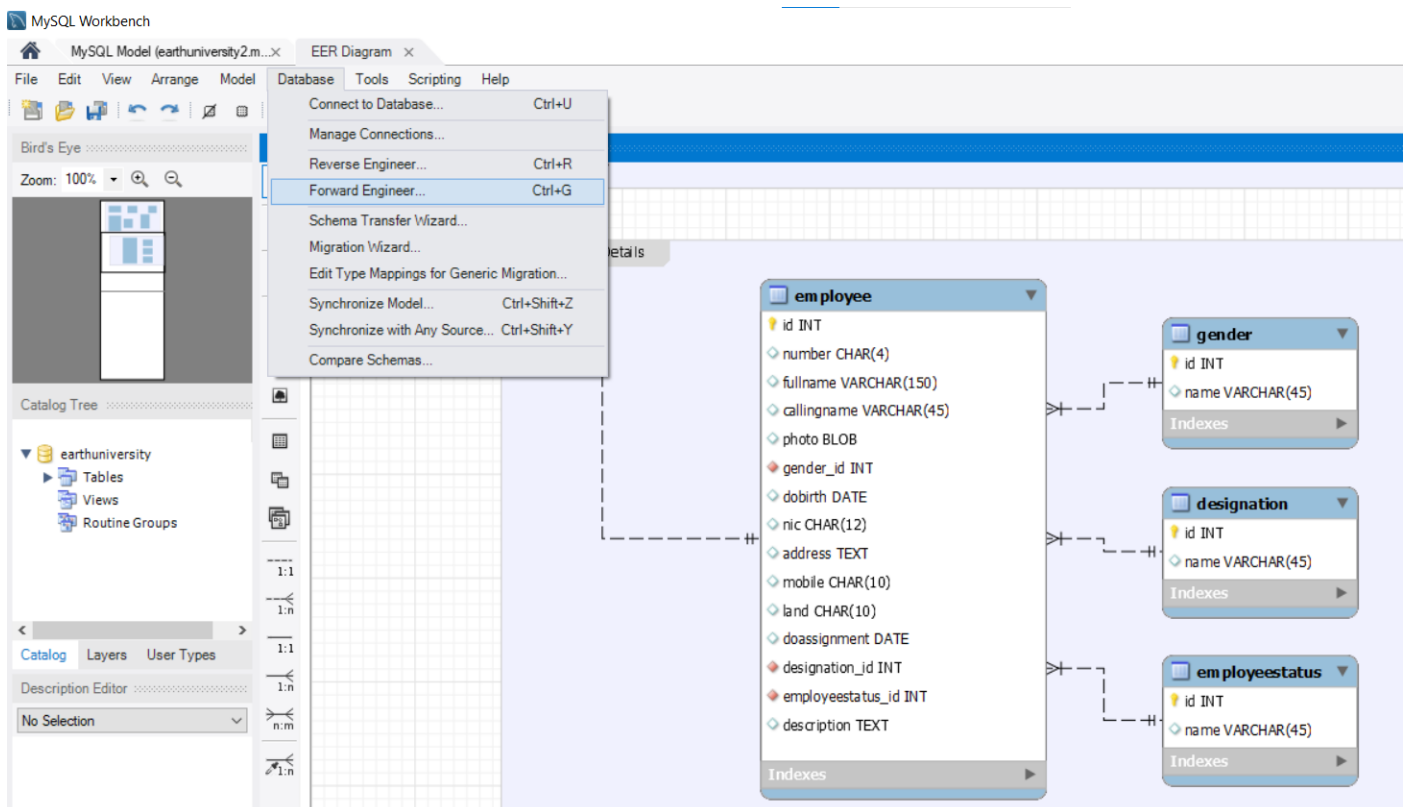 MySQL Workbench
MySQL Model (earthuniversity2.m...× EER Diagram ×
File Edit View Arrange Model Database Tools Scripting Help
Connect to Database... Ctrl+U
Manage Connections...
Reverse Engineer... Ctrl+R
Forward Engineer... Ctrl+G
Schema Transfer Wizard...
Migration Wizard...
Edit Type Mappings for Generic Migration...
Synchronize Model... Ctrl+Shift+Z
Synchronize with Any Source... Ctrl+Shift+Y
Compare Schemas...
Bird's Eye
Zoom: 100%
Catalog Tree
earthuniversity
Tables
Views
Routine Groups
Catalog Layers User Types
Description Editor
No Selection
1:1
1:n
1:1
1:n
n:m
1:n
employee
id INT
number CHAR(4)
fullname VARCHAR(150)
callingname VARCHAR(45)
photo BLOB
gender_id INT
dobirth DATE
nic CHAR(12)
address TEXT
mobile CHAR(10)
land CHAR(10)
doassignment DATE
designation_id INT
employeestatus_id INT
description TEXT
Indexes
gender
id INT
name VARCHAR(45)
Indexes
designation
id INT
name VARCHAR(45)
Indexes
employeestatus
id INT
name VARCHAR(45)
Indexes